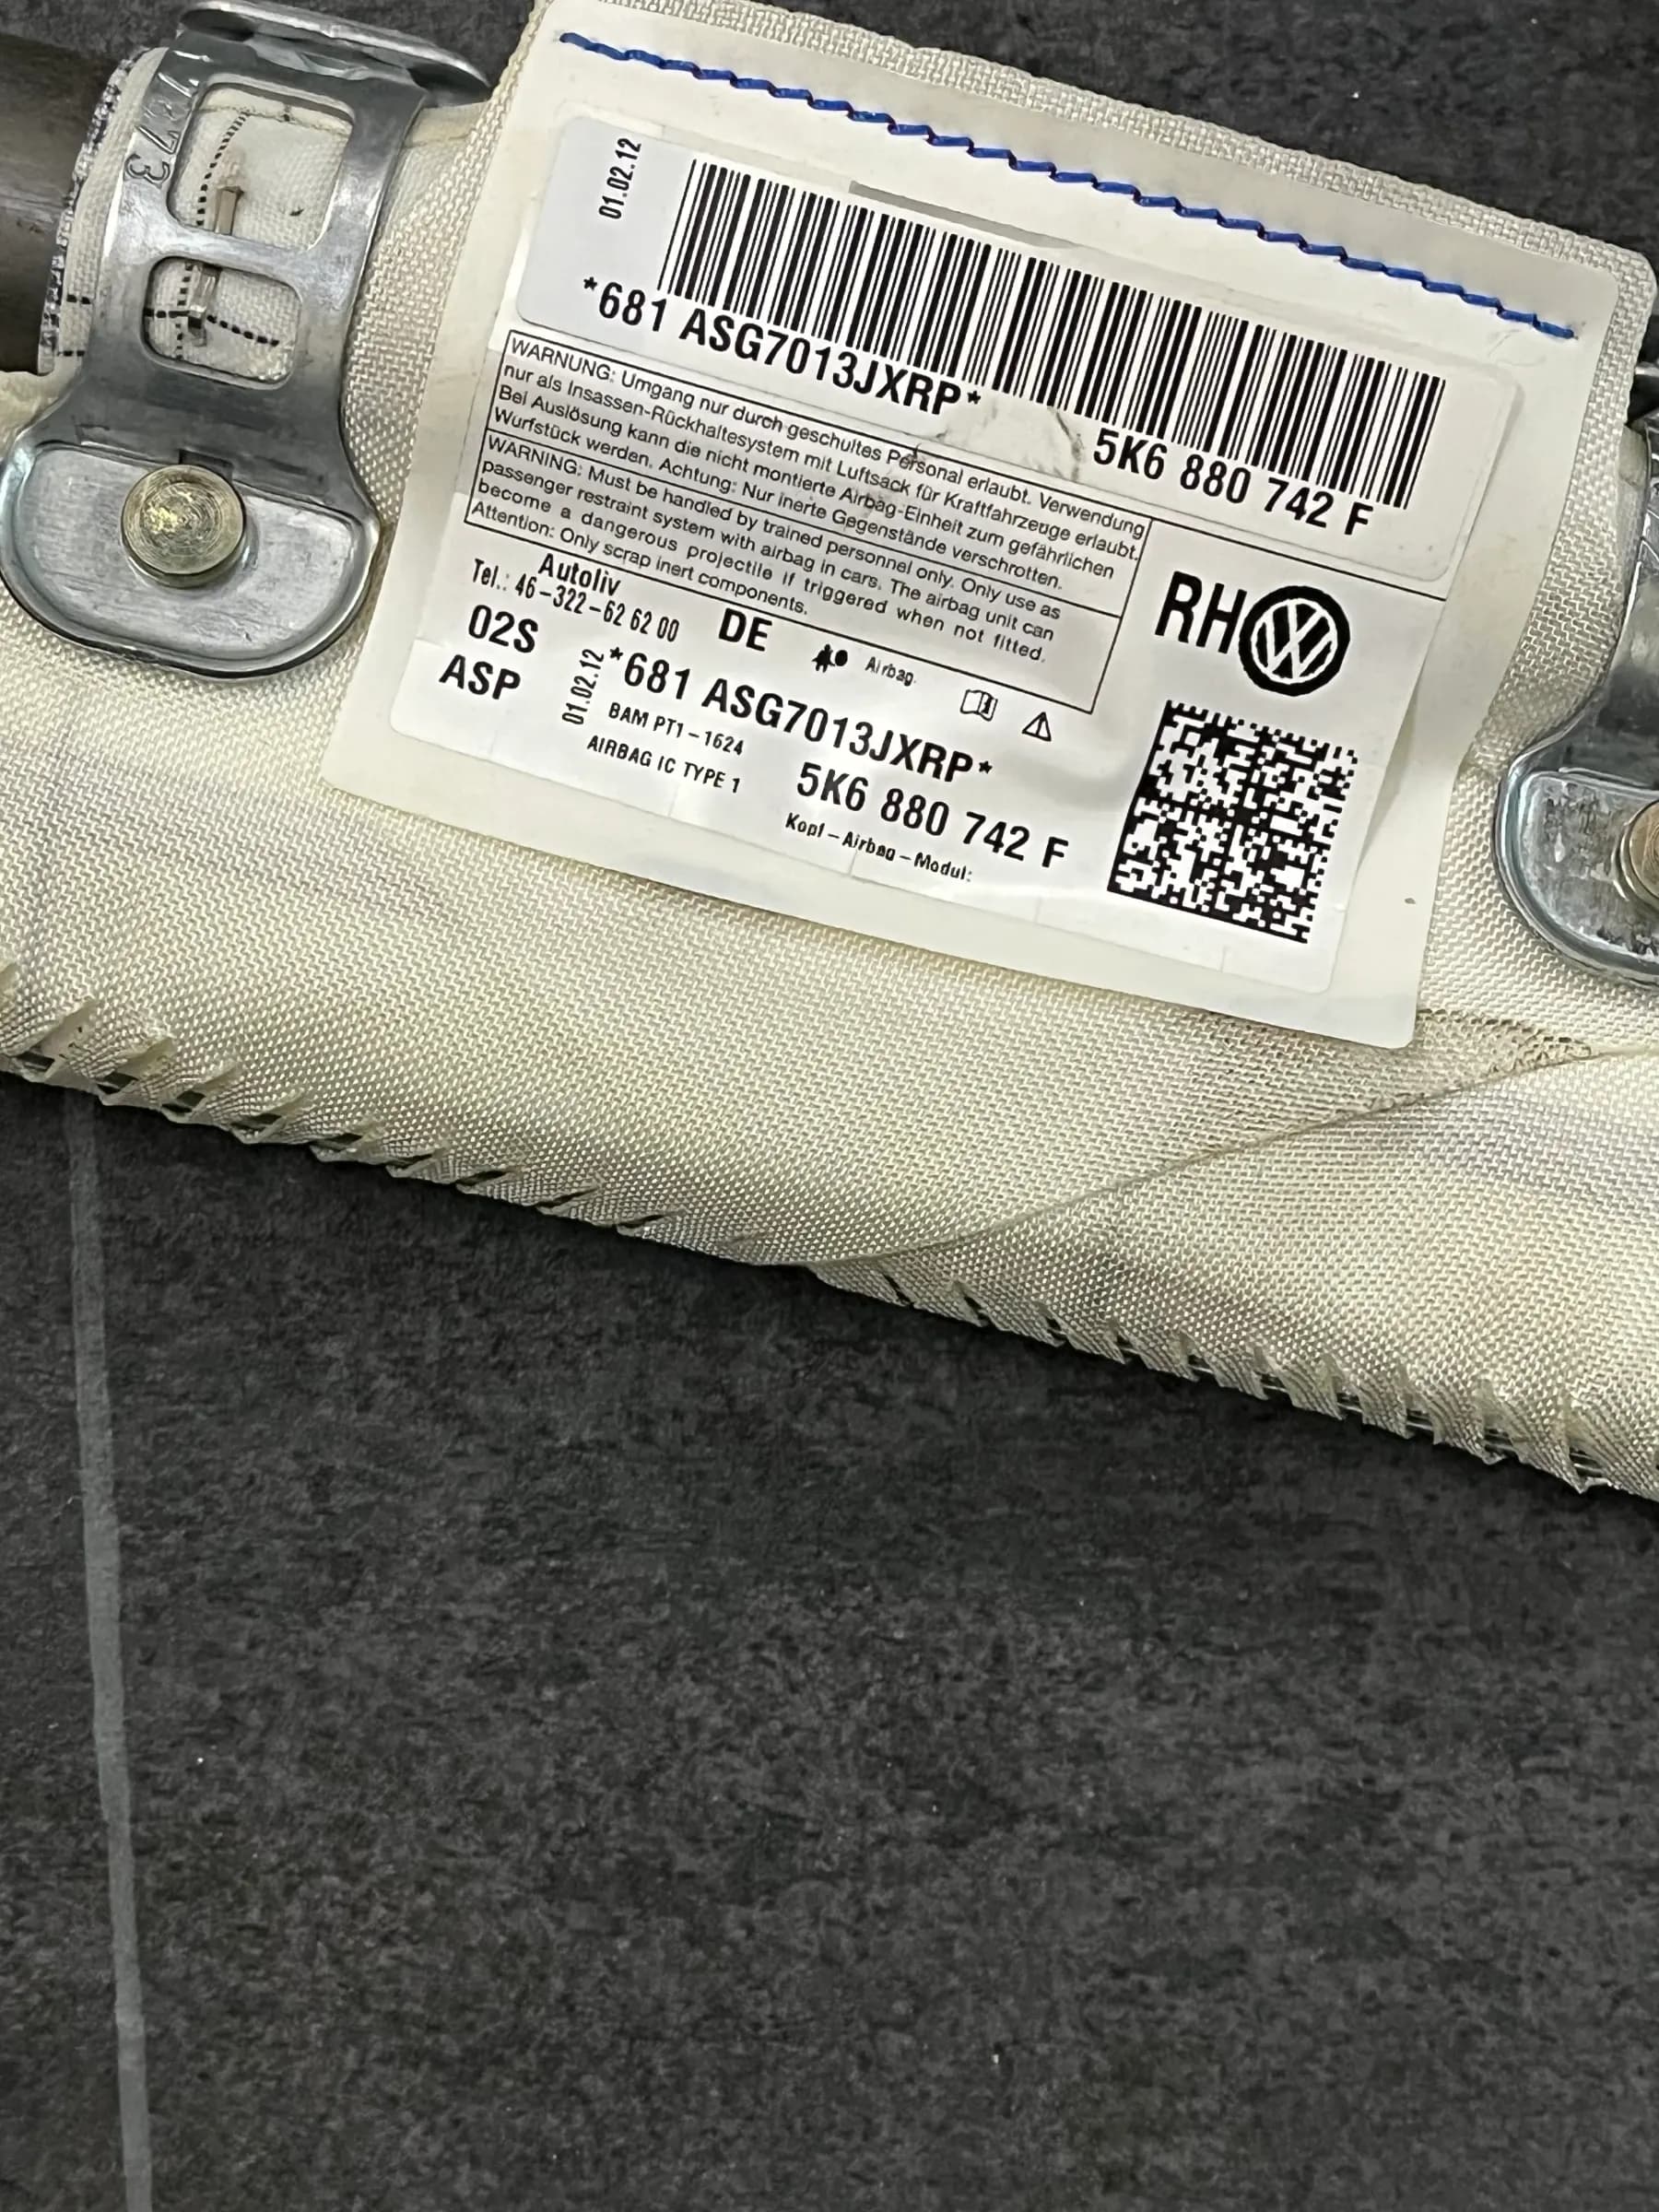 01.02.12
*681 ASG7013JXRP*
5K6 880 742 F
WARNUNG: Umgang nur durch geschultes Personal erlaubt. Verwendung
nur als Insassen-Rückhaltesystem mit Luftsack für Kraftfahrzeuge erlaubt.
Bei Auslösung kann die nicht montierte Airbag-Einheit zum gefährlichen
Wurfstück werden. Achtung: Nur inerte Gegenstände verschrotten.
WARNING: Must be handled by trained personnel only. Only use as
passenger restraint system with airbag in cars. The airbag unit can
become a dangerous projectile if triggered when not fitted.
Attention: Only scrap inert components.
RH
Autoliv
Tel.: 46-322-62 62 00
DE
Airbag
02S
ASP
01.02.12
*681 ASG7013JXRP*
BAM PT1-1624
AIRBAG IC TYPE 1
5K6 880 742 F
Kopf-Airbag-Modul: